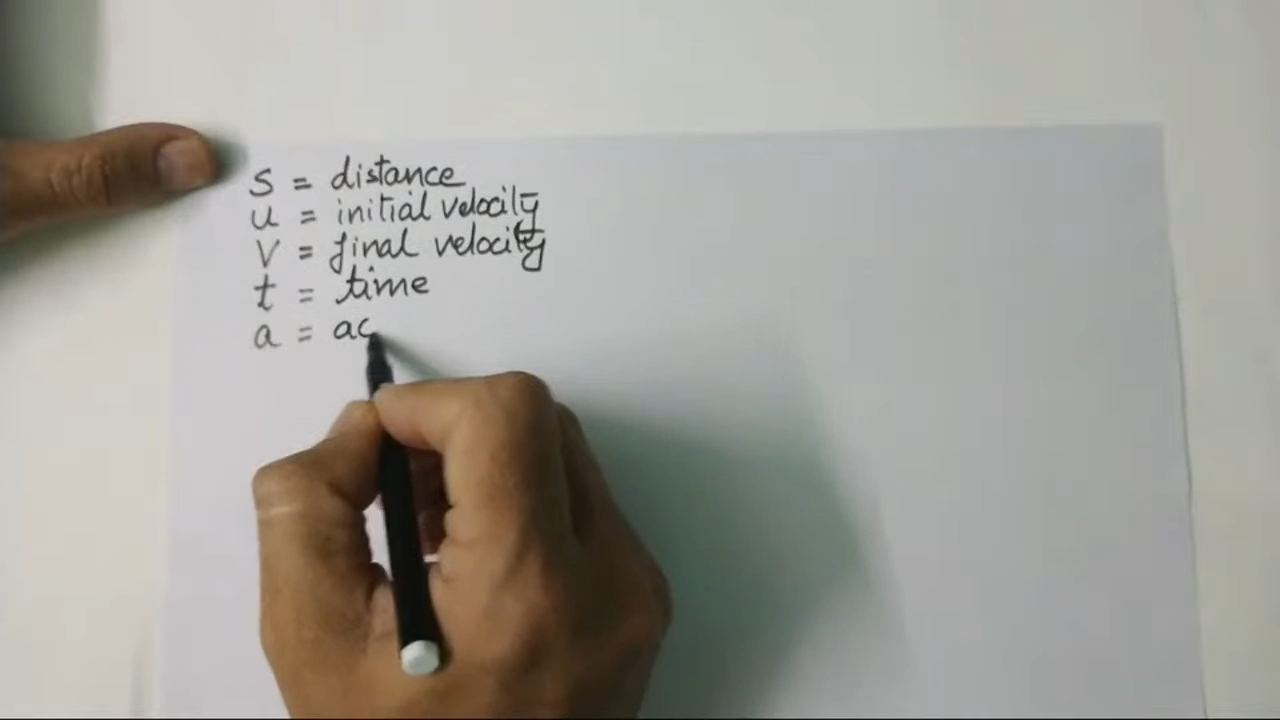 s = distance
u = initial velocity
v = final velocity
t = time
a = ac